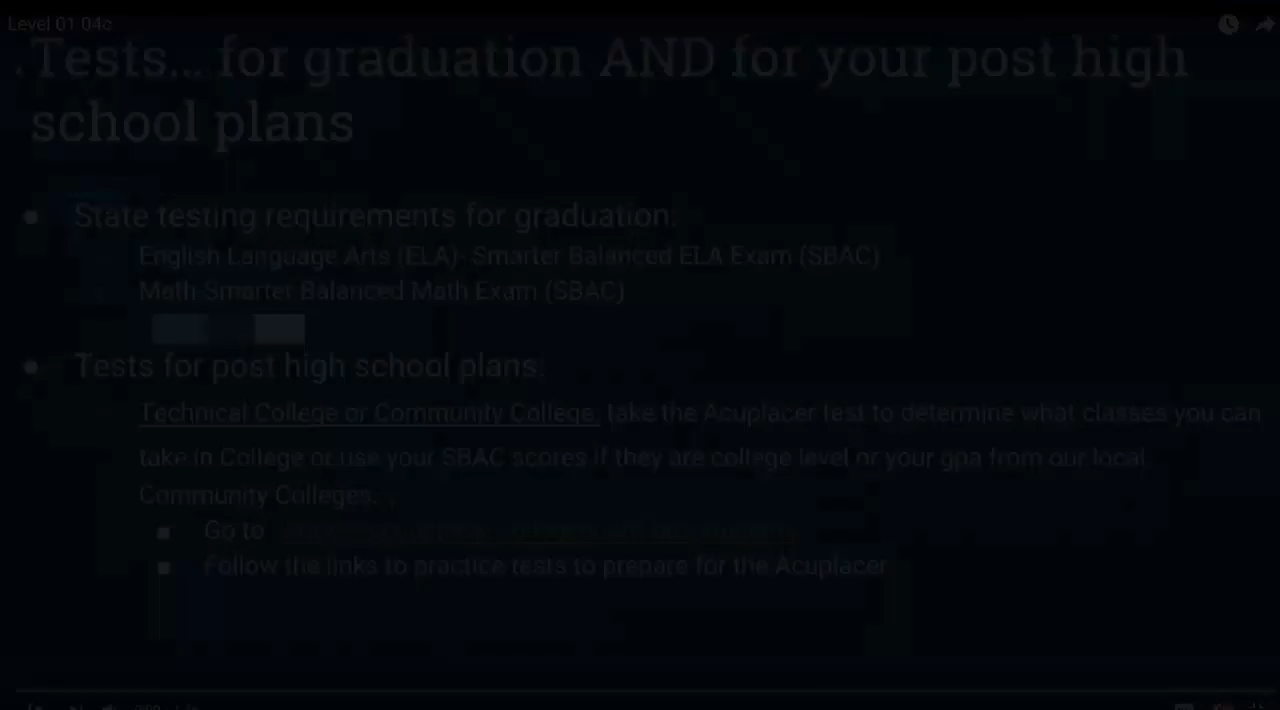 Level 01 04c
Tests... for graduation AND for your post high
school plans
● State testing requirements for graduation:
English Language Arts (ELA)- Smarter Balanced ELA Exam (SBAC)
Math-Smarter Balanced Math Exam (SBAC)
● Tests for post high school plans:
Technical College or Community College: take the Acuplacer test to determine what classes you can
take in College or use your SBAC scores if they are college level or your gpa from our local
Community Colleges...
■ Go to
■ Follow the links to practice tests to prepare for the Acuplacer